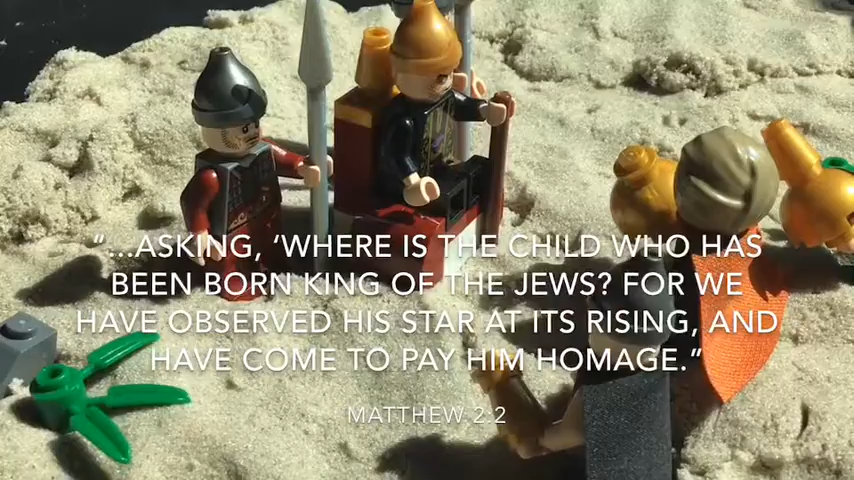 “...ASKING, ‘WHERE IS THE CHILD WHO HAS
BEEN BORN KING OF THE JEWS? FOR WE
HAVE OBSERVED HIS STAR AT ITS RISING, AND
HAVE COME TO PAY HIM HOMAGE.”
MATTHEW 2:2